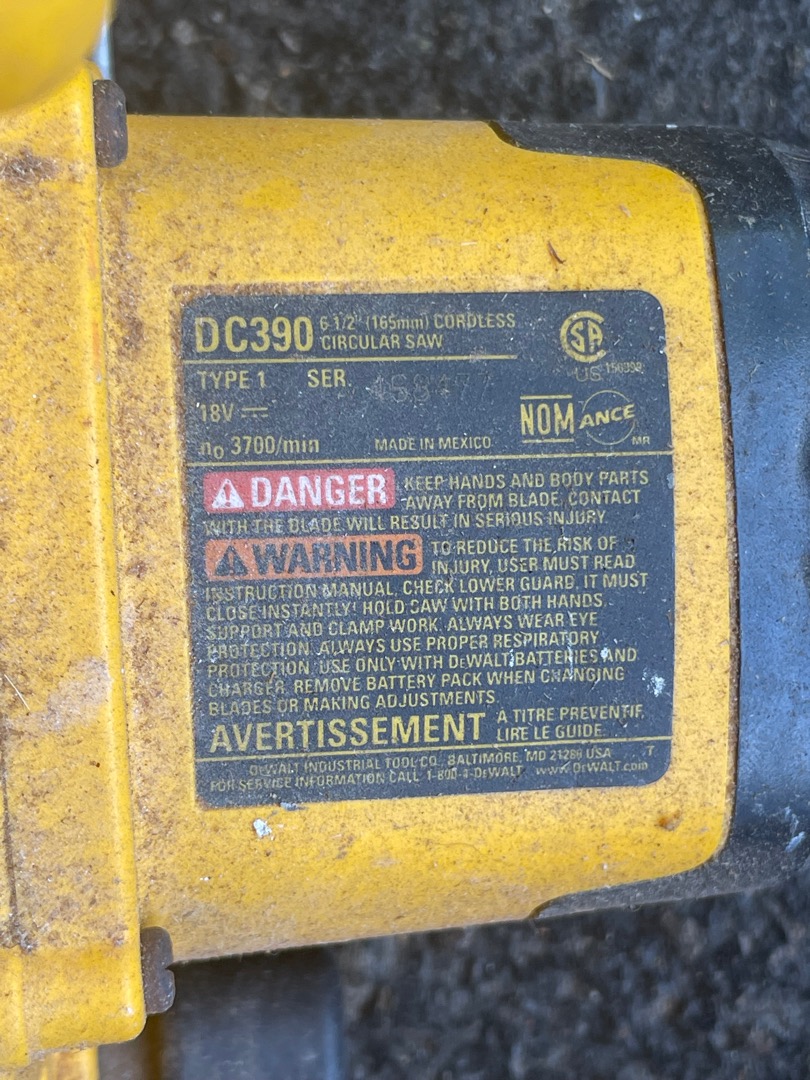 DC390 6 1/2" (165mm) CORDLESS
CIRCULAR SAW
TYPE 1 SER.
18V
n0 3700/min MADE IN MEXICO
CSA
US
NOM ANCE
MR
DANGER KEEP HANDS AND BODY PARTS
AWAY FROM BLADE, CONTACT
WITH THE BLADE WILL RESULT IN SERIOUS INJURY.
WARNING TO REDUCE THE RISK OF
INJURY, USER MUST READ
INSTRUCTION MANUAL. CHECK LOWER GUARD. IT MUST
CLOSE INSTANTLY! HOLD SAW WITH BOTH HANDS.
SUPPORT AND CLAMP WORK. ALWAYS WEAR EYE
PROTECTION. ALWAYS USE PROPER RESPIRATORY
PROTECTION. USE ONLY WITH DEWALT BATTERIES AND
CHARGER. REMOVE BATTERY PACK WHEN CHANGING
BLADES OR MAKING ADJUSTMENTS.
AVERTISSEMENT À TITRE PREVENTIF,
LIRE LE GUIDE.
DEWALT INDUSTRIAL TOOL CO., BALTIMORE, MD 21286 USA
FOR SERVICE INFORMATION CALL 1-800-4-DEWALT www.DEWALT.com